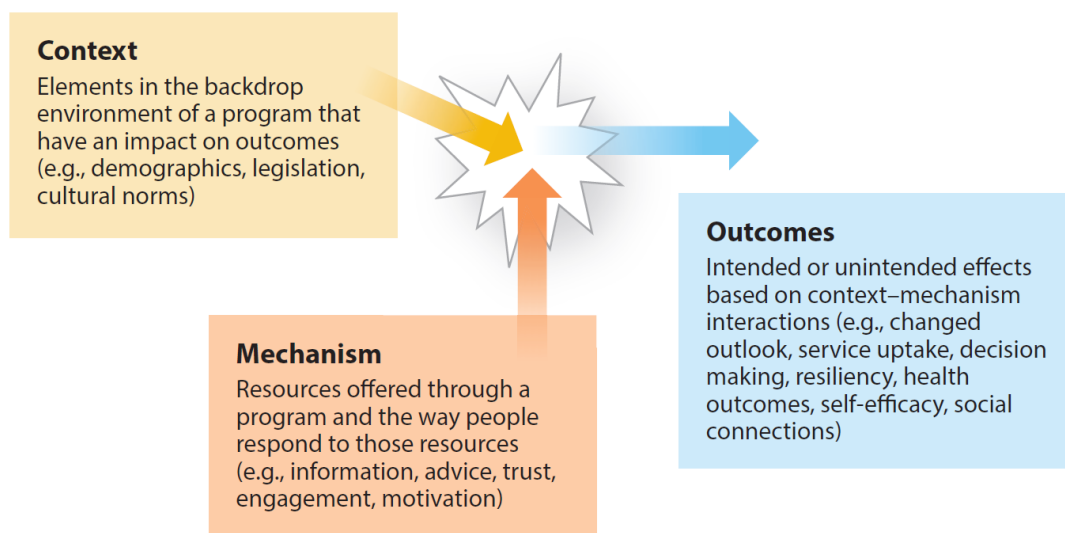 Context
Elements in the backdrop
environment of a program that
have an impact on outcomes
(e.g., demographics, legislation,
cultural norms)
Mechanism
Resources offered through a
program and the way people
respond to those resources
(e.g., information, advice, trust,
engagement, motivation)
Outcomes
Intended or unintended effects
based on context–mechanism
interactions (e.g., changed
outlook, service uptake, decision
making, resiliency, health
outcomes, self-efficacy, social
connections)